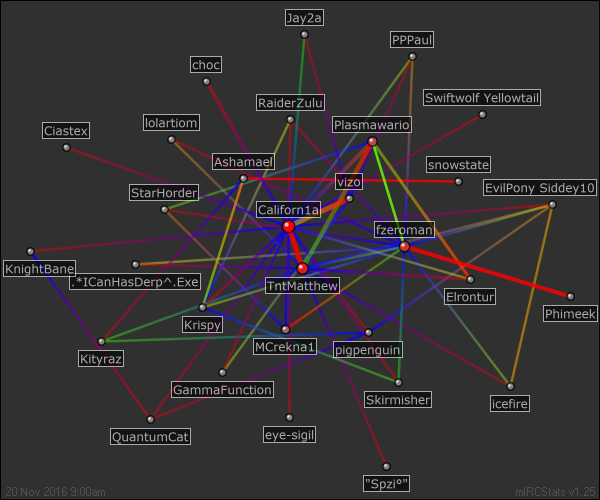 Jay2a
PPPaul
choc
RaiderZulu
Swiftwolf Yellowtail
lolartiom
Plasmawario
Ciastex
Ashamael
snowstate
vizo
EvilPony Siddey10
StarHorder
Californ1a
fzeroman
KnightBane
.*ICanHasDerp^.Exe
TntMatthew
Elrontur
Phimeek
Krispy
MCrekna1
pigpenguin
Kityraz
GammaFunction
Skirmisher
icefire
QuantumCat
eye-sigil
"Spzi°"
20 Nov 2016 9:00am
mIRCStats v1.25